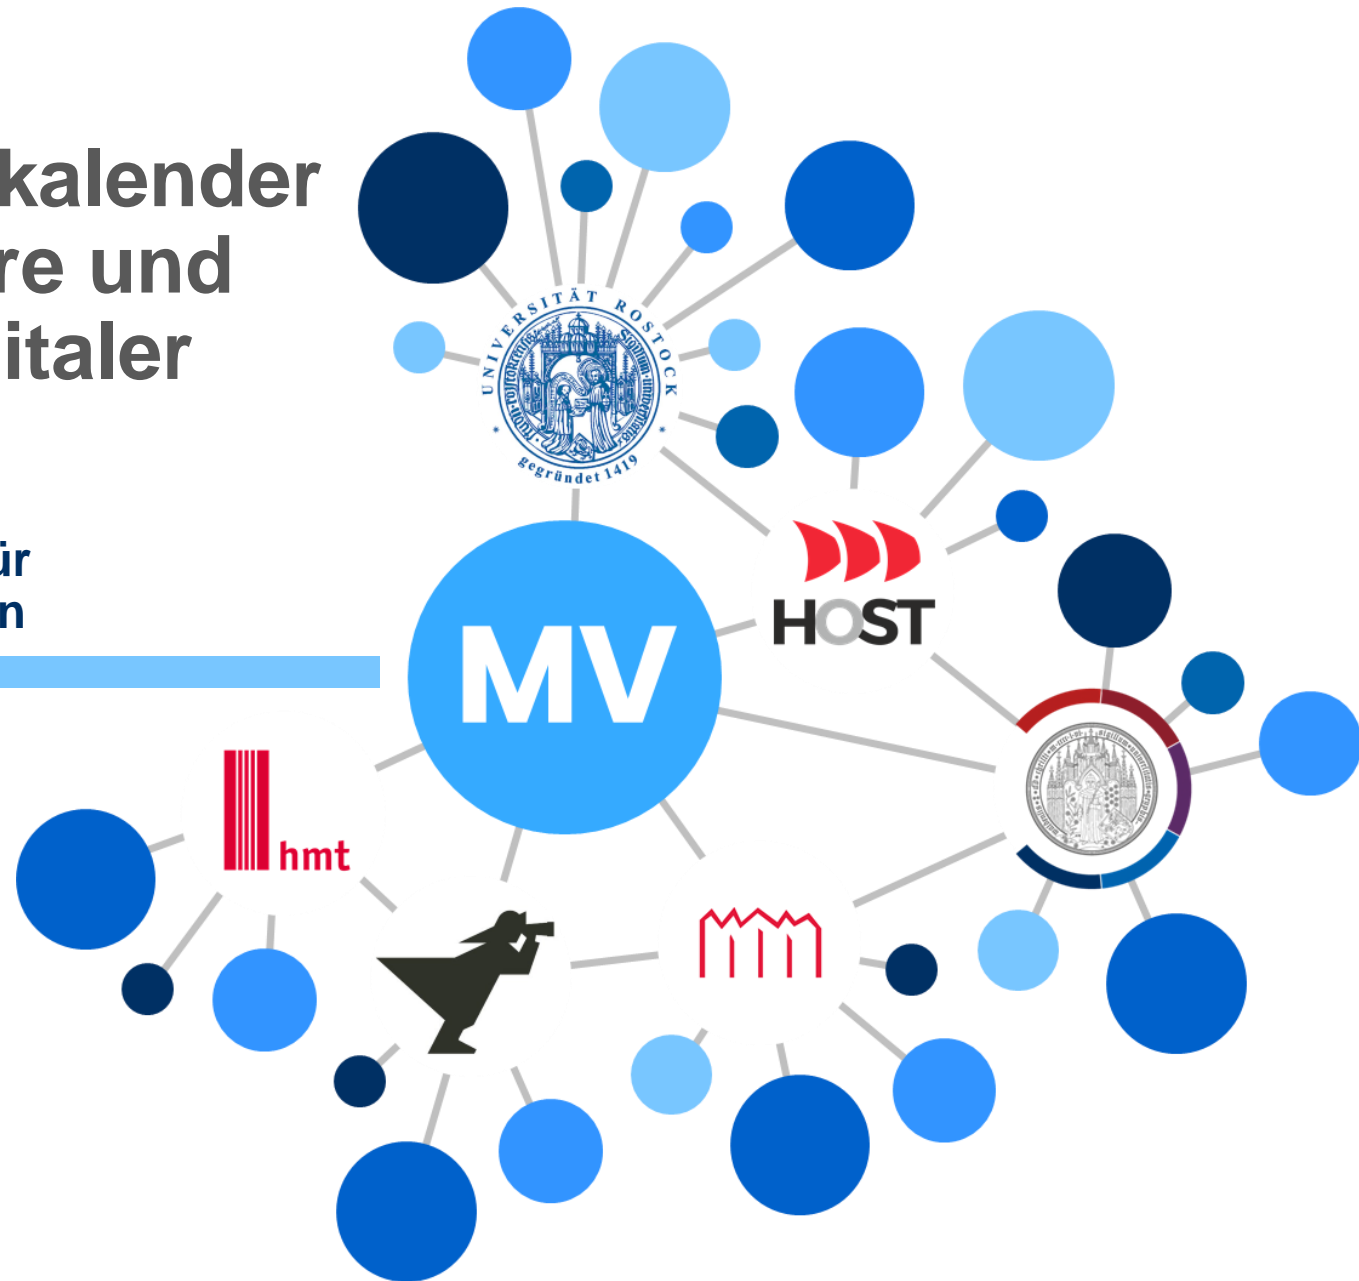 kalender
re und
italer
ür
n
UNIVERSITÄT ROSTOCK
gegründet 1419
HOST
MV
hmt